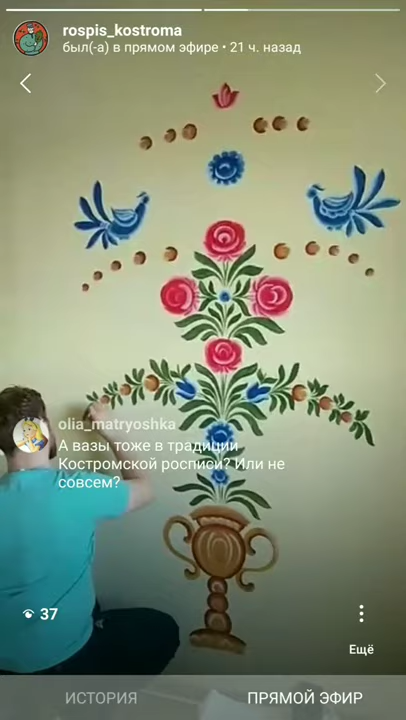 rospis_kostroma
был(-а) в прямом эфире • 21 ч. назад
olia_matryoshka
А вазы тоже в традиции
Костромской росписи? Или не
совсем?
37
Ещё
ИСТОРИЯ
ПРЯМОЙ ЭФИР